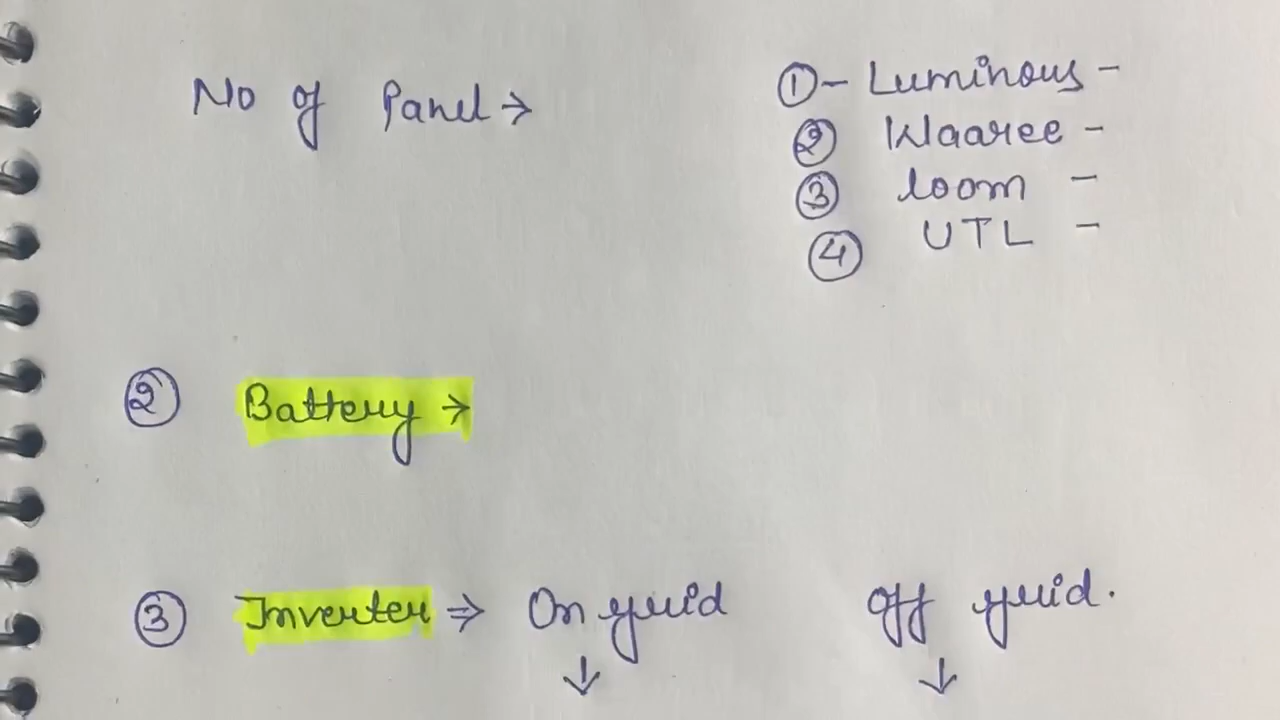 No of Panel →
①- Luminous -
② Waaree -
③ loom -
④ UTL -
② Battery →
③ Inverter ⇒ On grid off grid.
↓ ↓